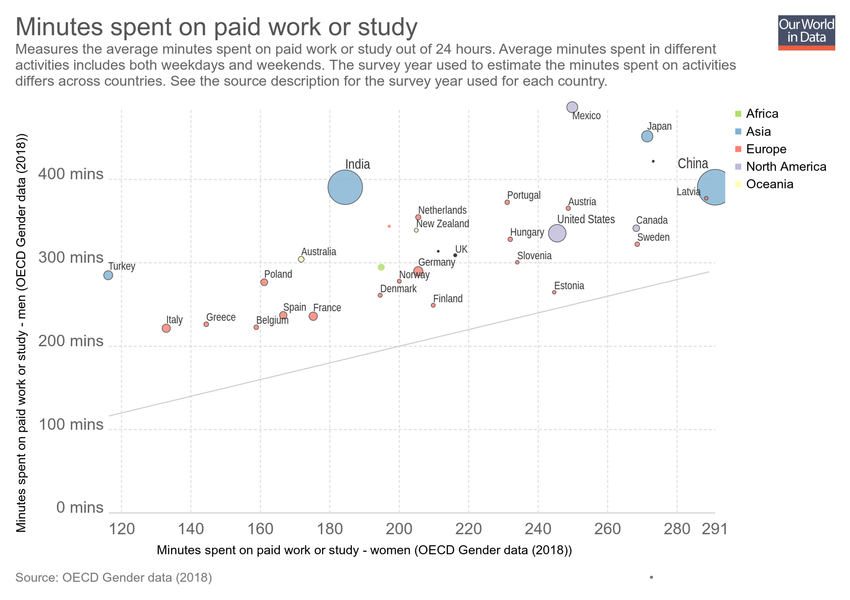 Minutes spent on paid work or study
Our World
in Data
Measures the average minutes spent on paid work or study out of 24 hours. Average minutes spent in different
activities includes both weekdays and weekends. The survey year used to estimate the minutes spent on activities
differs across countries. See the source description for the survey year used for each country.
Minutes spent on paid work or study - men (OECD Gender data (2018))
400 mins
300 mins
200 mins
100 mins
0 mins
Mexico
Japan
India
China
Latvia
Portugal
Austria
Netherlands
New Zealand
United States
Canada
Hungary
Sweden
Australia
UK
Slovenia
Turkey
Germany
Poland
Norway
Denmark
Estonia
Finland
Spain
France
Italy
Greece
Belgium
Africa
Asia
Europe
North America
Oceania
120 140 160 180 200 220 240 260 280 291
Minutes spent on paid work or study - women (OECD Gender data (2018))
Source: OECD Gender data (2018)